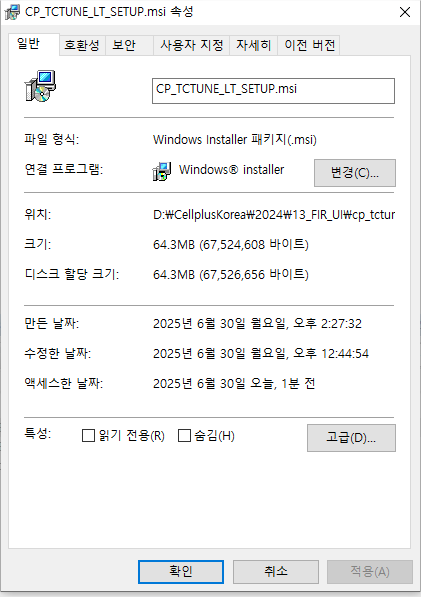 CP_TCTUNE_LT_SETUP.msi 속성
일반 호환성 보안 사용자 지정 자세히 이전 버전
CP_TCTUNE_LT_SETUP.msi
파일 형식: Windows Installer 패키지(.msi)
연결 프로그램: Windows® installer 변경(C)...
위치: D:₩CellplusKorea₩2024₩13_FIR_UI₩cp_tctur
크기: 64.3MB (67,524,608 바이트)
디스크 할당 크기: 64.3MB (67,526,656 바이트)
만든 날짜: 2025년 6월 30일 월요일, 오후 2:27:32
수정한 날짜: 2025년 6월 30일 월요일, 오후 12:44:54
액세스한 날짜: 2025년 6월 30일 오늘, 1분 전
특성: 읽기 전용(R) 숨김(H) 고급(D)...
확인 취소 적용(A)